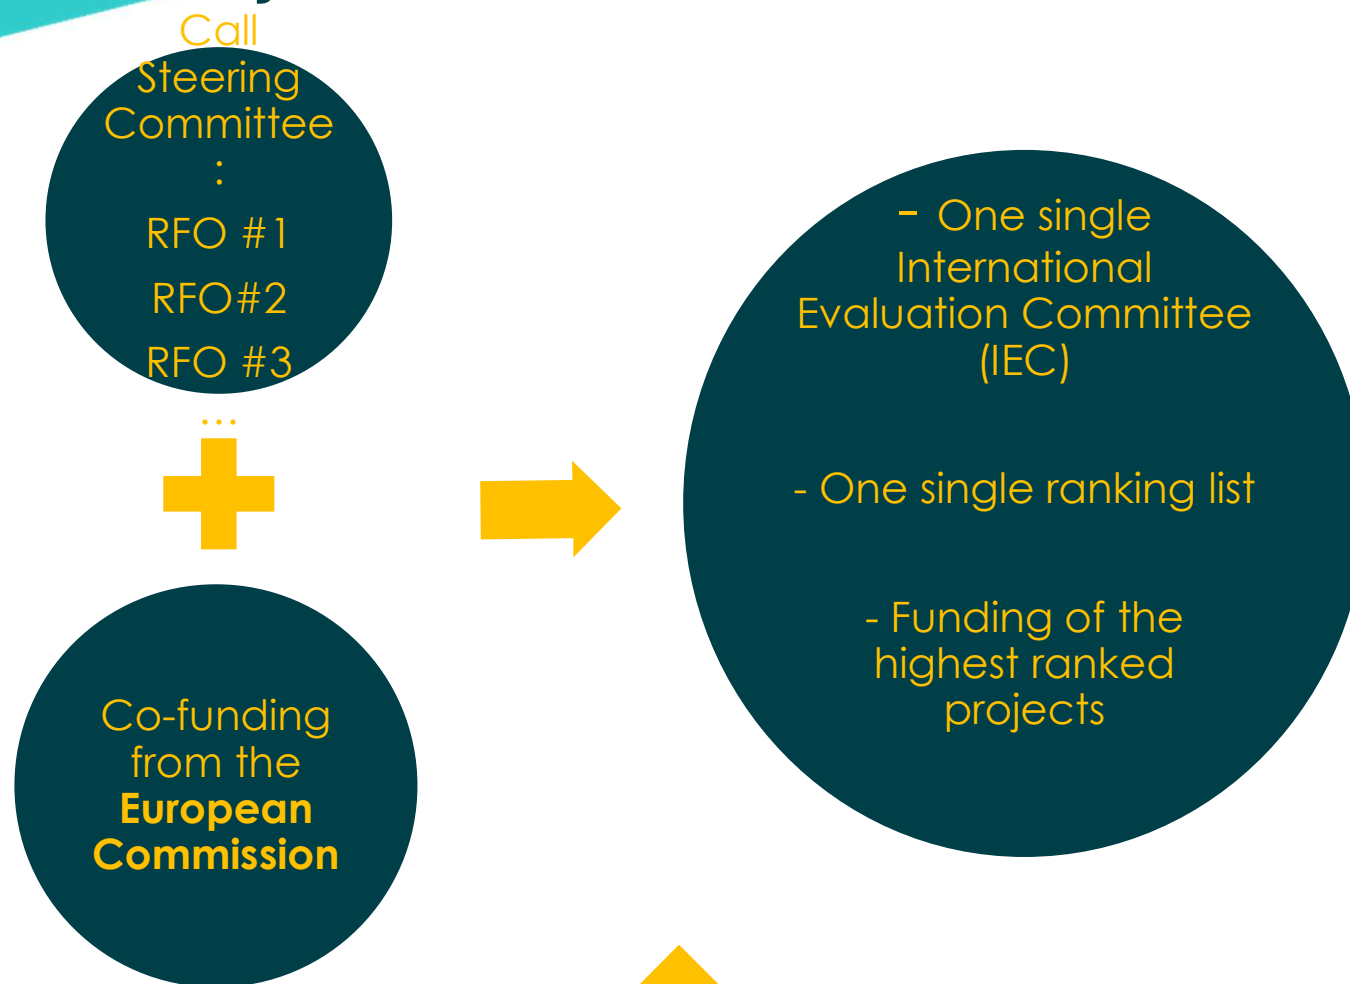 Call
Steering
Committee
:
RFO #1
RFO#2
RFO #3
...
Co-funding
from the
European
Commission
- One single
International
Evaluation Committee
(IEC)
- One single ranking list
- Funding of the
highest ranked
projects